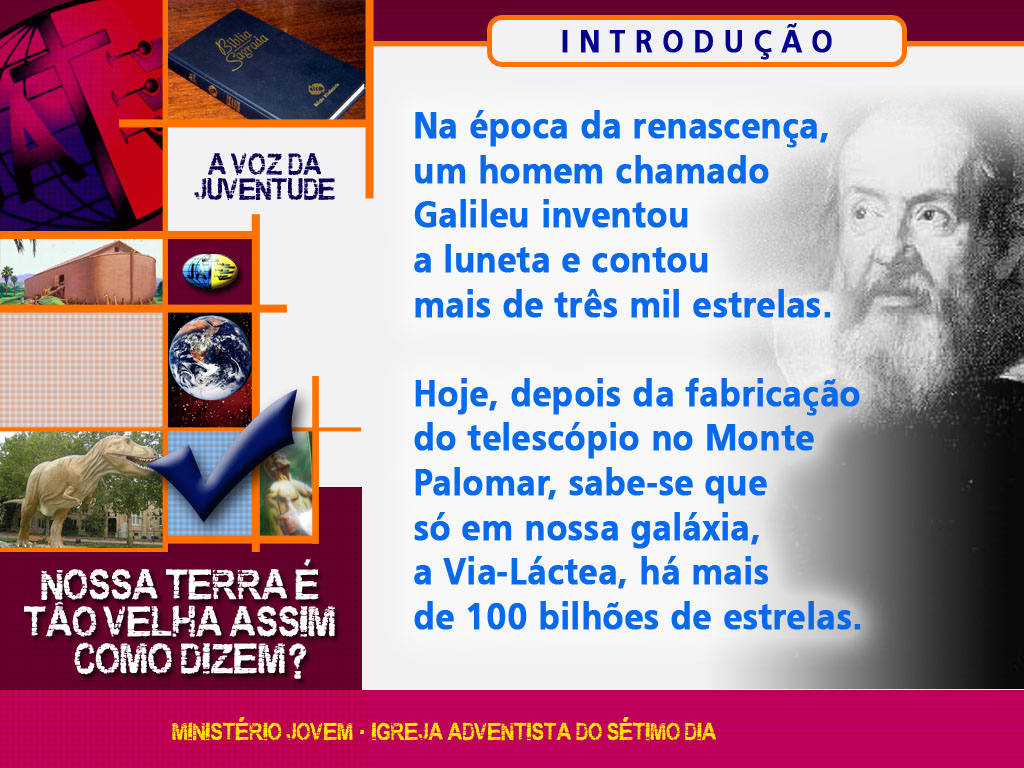 INTRODUÇÃO
Bíblia
Sagrada
A VOZ DA
JUVENTUDE
Na época da renascença,
um homem chamado
Galileu inventou
a luneta e contou
mais de três mil estrelas.
Hoje, depois da fabricação
do telescópio no Monte
Palomar, sabe-se que
só em nossa galáxia,
a Via-Láctea, há mais
de 100 bilhões de estrelas.
NOSSA TERRA É
TÃO VELHA ASSIM
COMO DIZEM?
MINISTÉRIO JOVEM - IGREJA ADVENTISTA DO SÉTIMO DIA